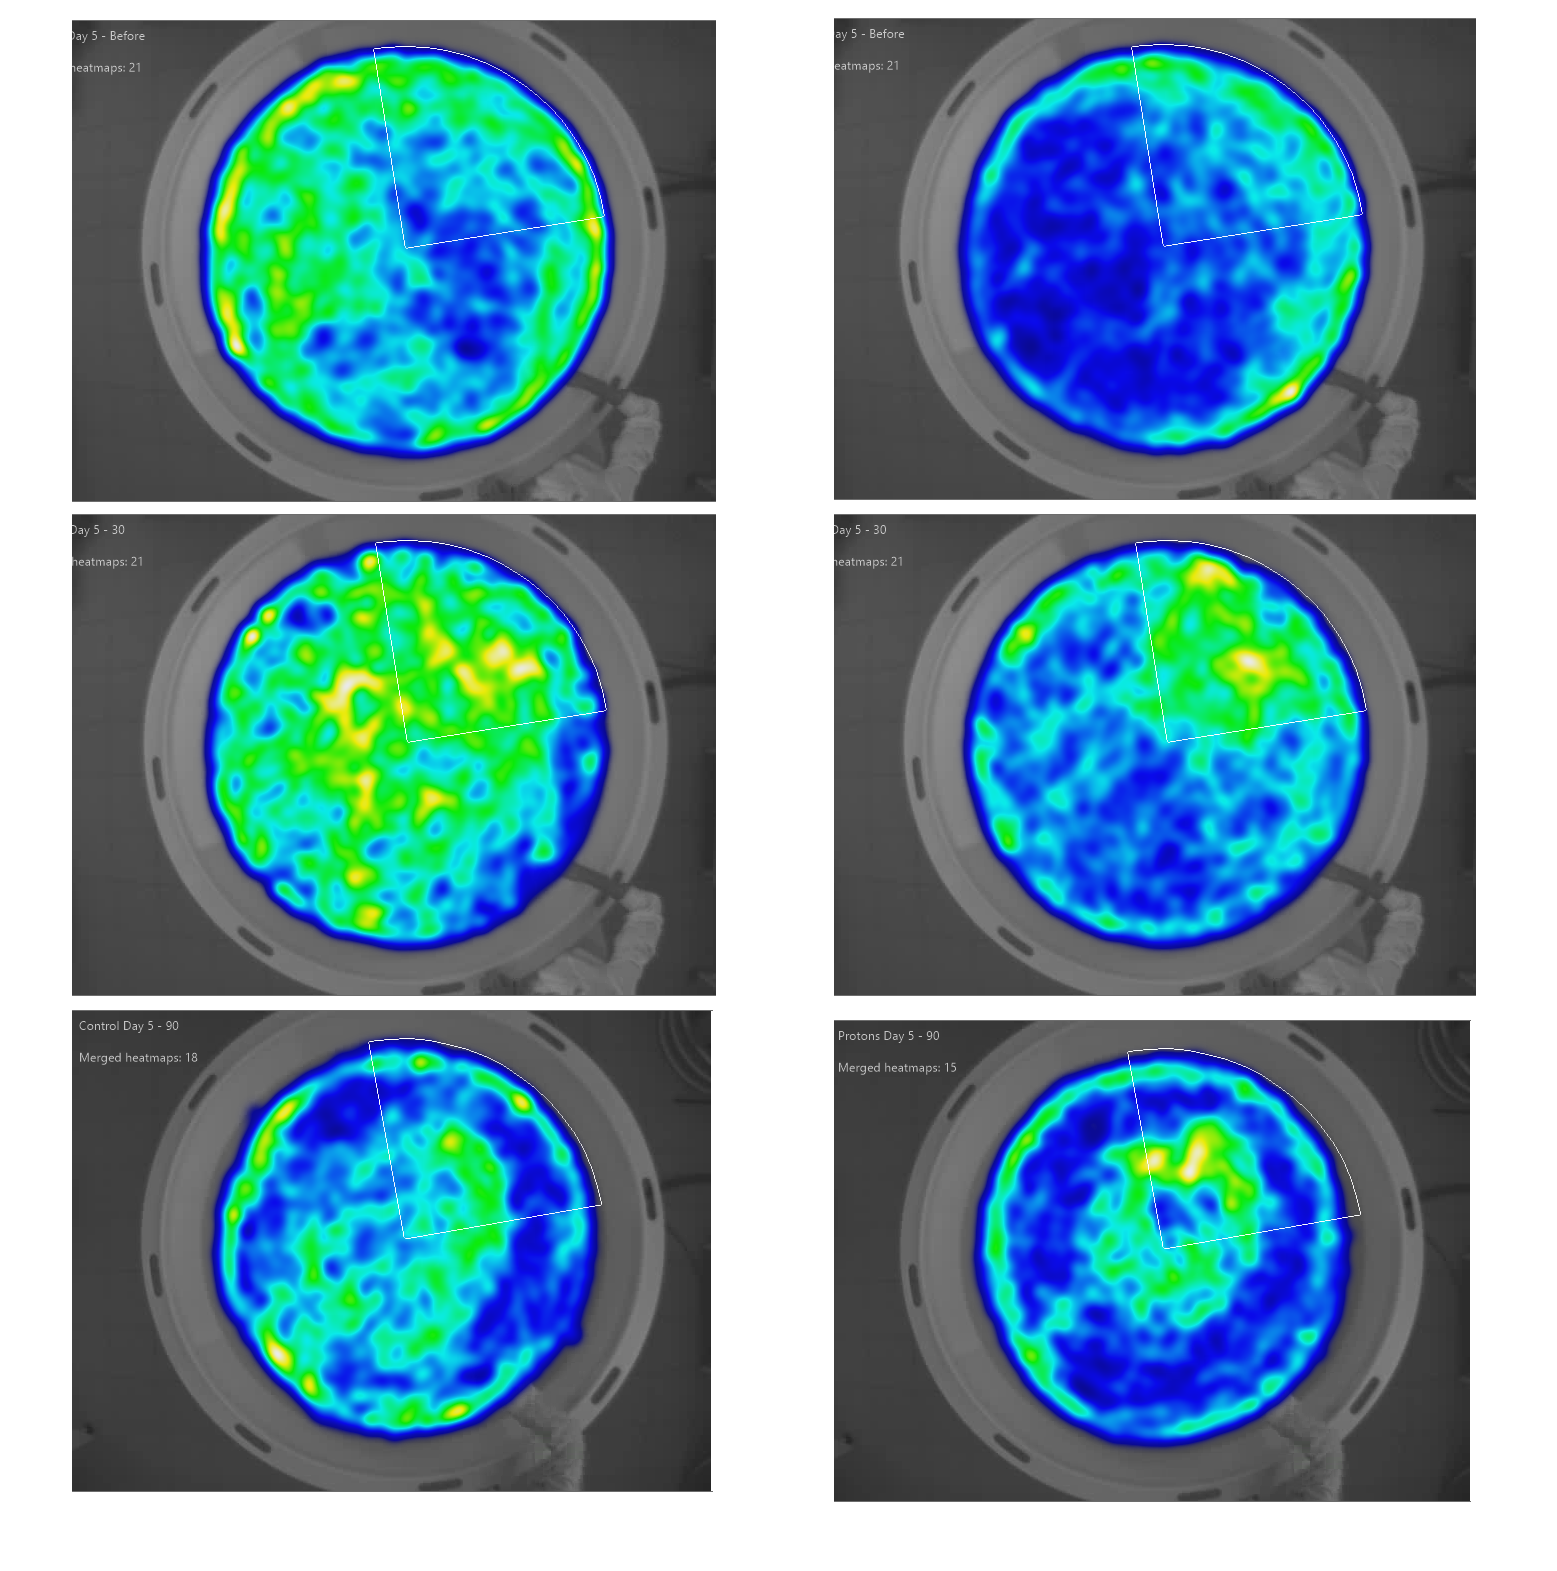 Day 5 - Before
heatmaps: 21
ay 5 - Before
eatmaps: 21
Day 5 - 30
heatmaps: 21
Day 5 - 30
heatmaps: 21
Control Day 5 - 90
Merged heatmaps: 18
Protons Day 5 - 90
Merged heatmaps: 15